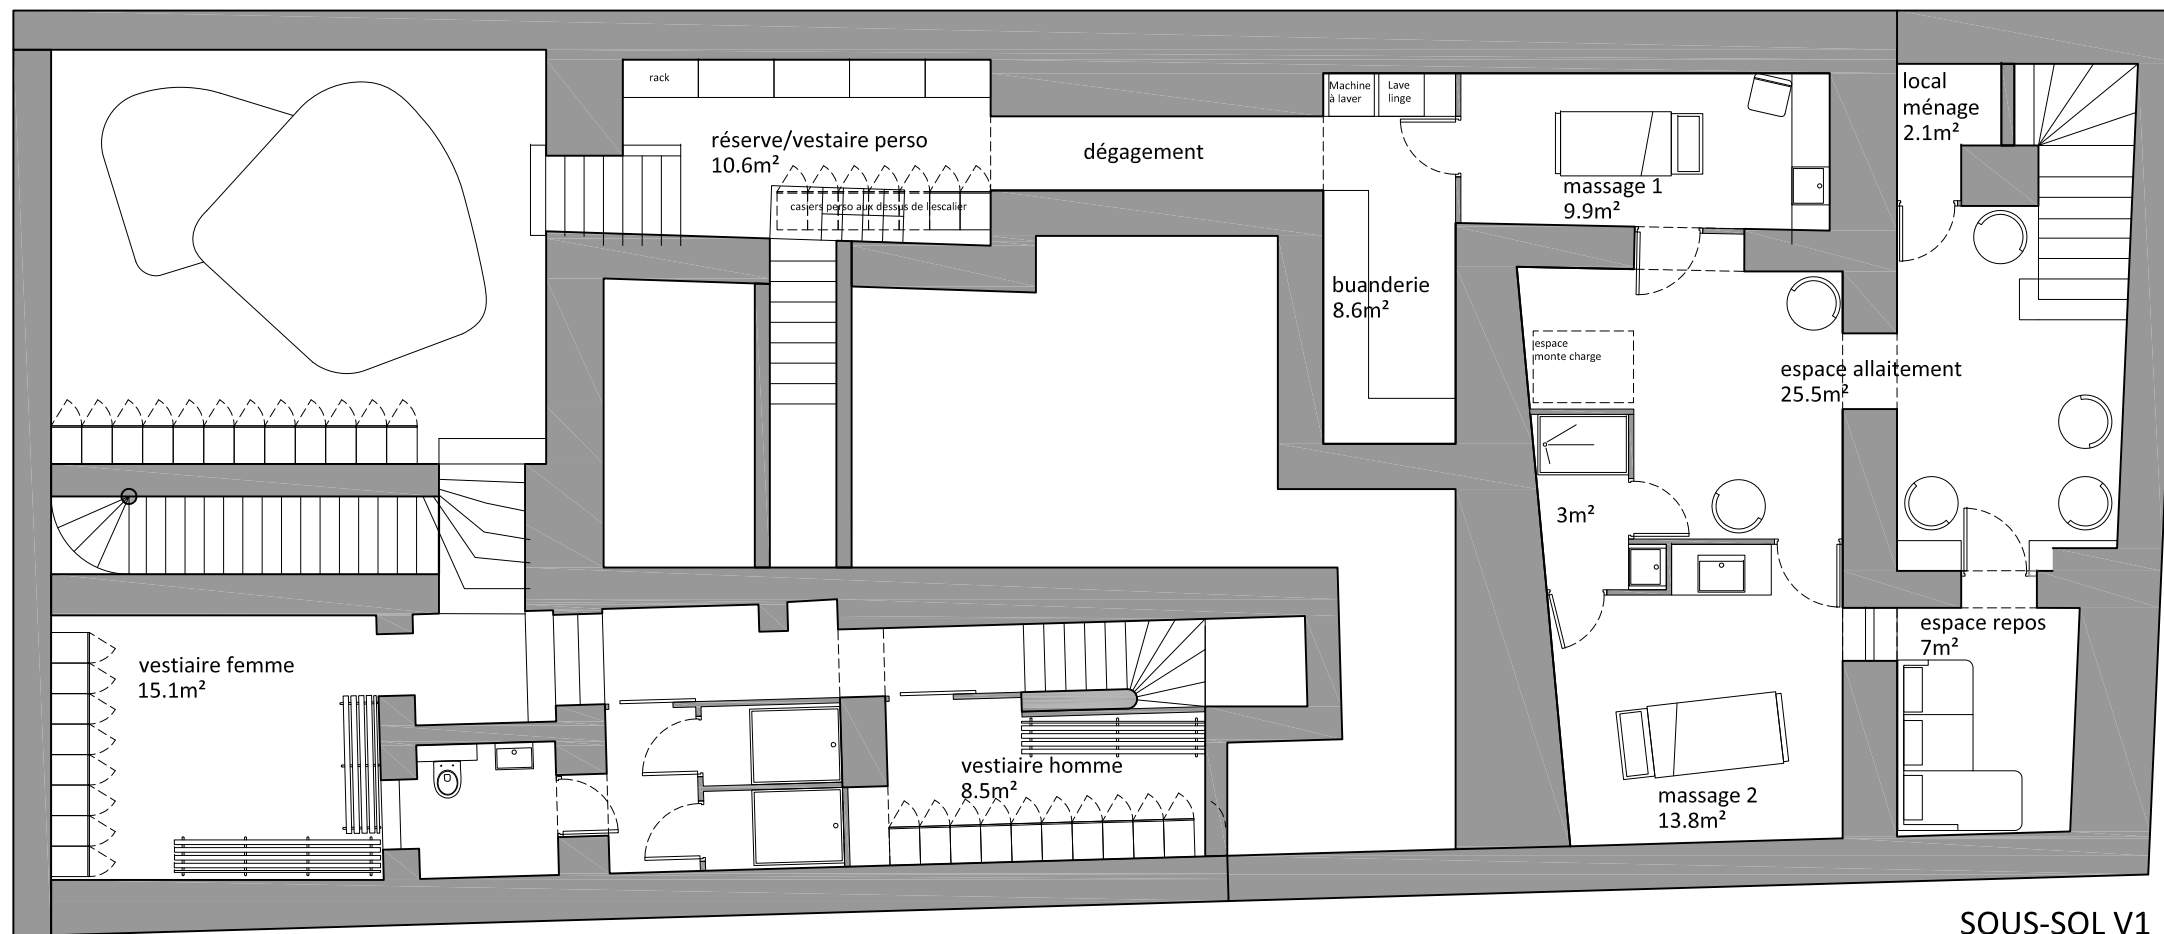 rack
réserve/vestiaire perso
10.6m²
casiers perso aux dessus de l'escalier
dégagement
Machine
à laver
Lave
linge
massage 1
9.9m²
local
ménage
2.1m²
buanderie
8.6m²
espace
monte charge
espace allaitement
25.5m²
3m²
vestiaire femme
15.1m²
vestiaire homme
8.5m²
espace repos
7m²
massage 2
13.8m²
SOUS-SOL V1